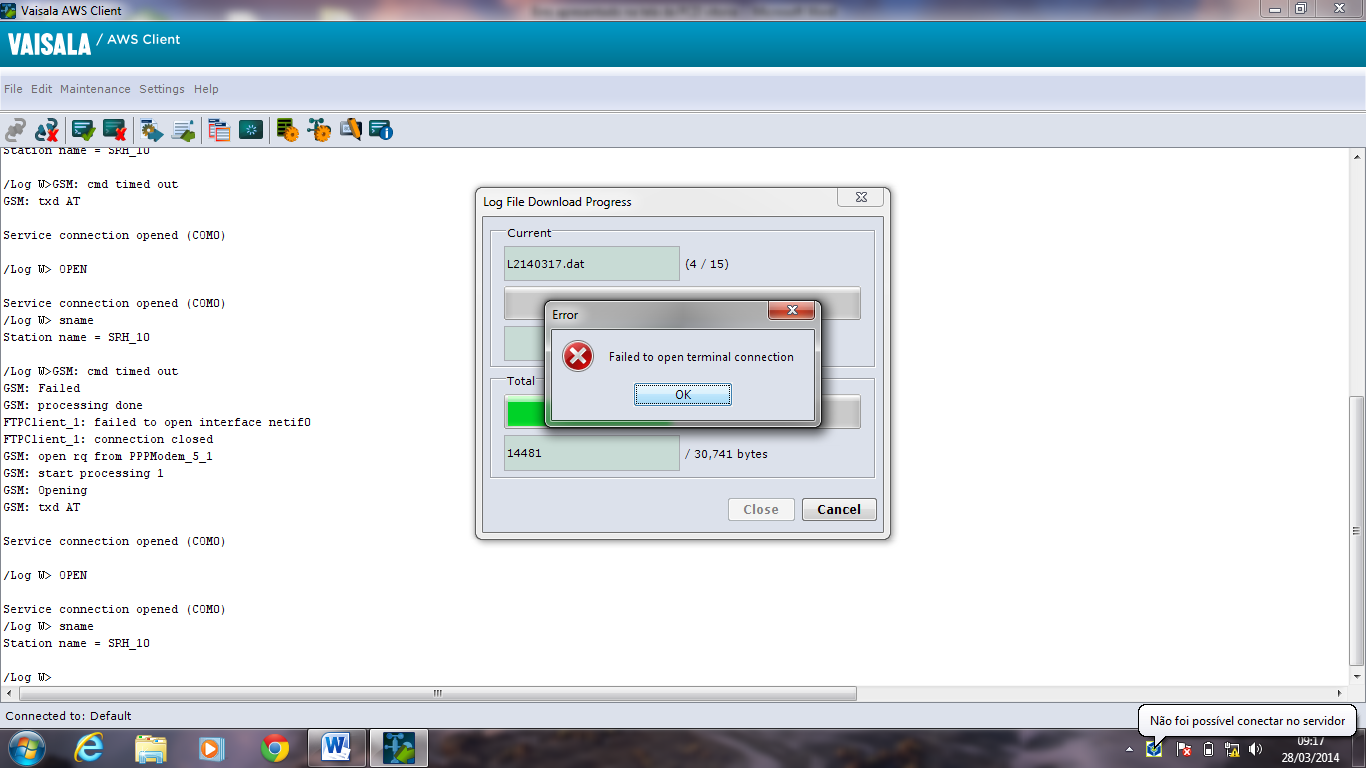 Vaisala AWS Client
VAISALA / AWS Client
File Edit Maintenance Settings Help
Station name = SRH_10
/Log W>GSM: cmd timed out
GSM: txd AT
Service connection opened (COM0)
/Log W> OPEN
Service connection opened (COM0)
/Log W> sname
Station name = SRH_10
/Log W>GSM: cmd timed out
GSM: Failed
GSM: processing done
FTPClient_1: failed to open interface netif0
FTPClient_1: connection closed
GSM: open rq from PPPModem_5_1
GSM: start processing 1
GSM: Opening
GSM: txd AT
Service connection opened (COM0)
/Log W> OPEN
Service connection opened (COM0)
/Log W> sname
Station name = SRH_10
/Log W>
Log File Download Progress
Current
L2140317.dat (4 / 15)
Error
Failed to open terminal connection
OK
Total
14481 / 30,741 bytes
Close Cancel
Connected to: Default
Não foi possível conectar no servidor
09:17
28/03/2014